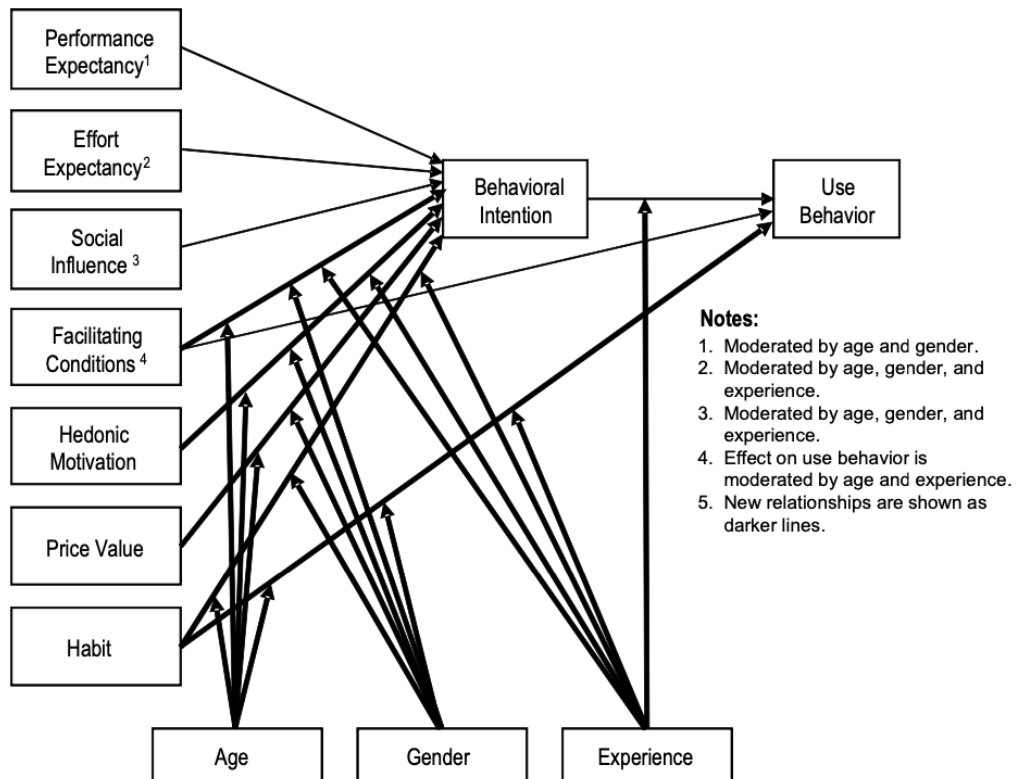 Performance
Expectancy1
Effort
Expectancy2
Social
Influence 3
Facilitating
Conditions 4
Hedonic
Motivation
Price Value
Habit
Behavioral
Intention
Use
Behavior
Notes:
1. Moderated by age and gender.
2. Moderated by age, gender, and
experience.
3. Moderated by age, gender, and
experience.
4. Effect on use behavior is
moderated by age and experience.
5. New relationships are shown as
darker lines.
Age
Gender
Experience